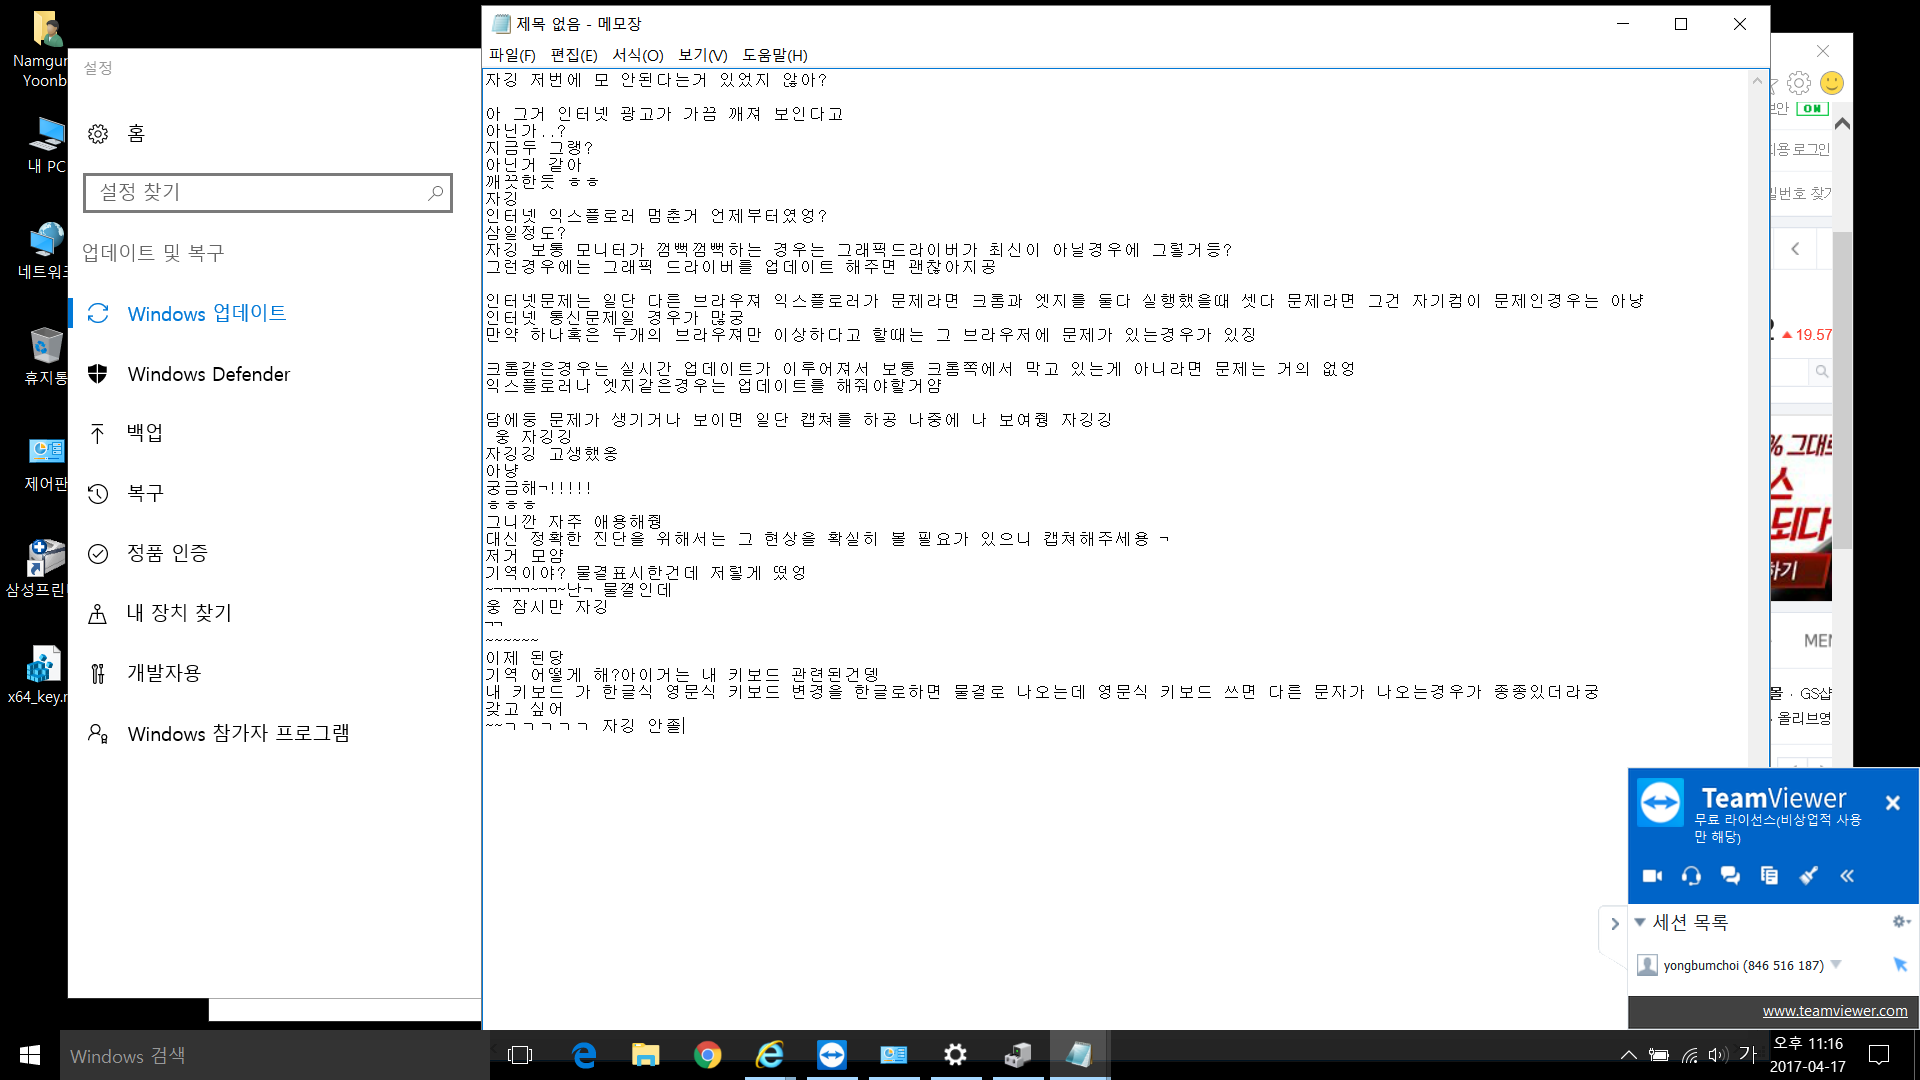 Namgun
Yoonb
내 PC
네트워크
휴지통
제어판
삼성프린
x64_key.r
설정
홈
설정 찾기
업데이트 및 복구
Windows 업데이트
Windows Defender
백업
복구
정품 인증
내 장치 찾기
개발자용
Windows 참가자 프로그램
제목 없음 - 메모장
파일(F) 편집(E) 서식(O) 보기(V) 도움말(H)
자깅 저번에 모 안된다는거 있었지 않아?
아 그거 인터넷 광고가 가끔 깨져 보인다고
아닌가..?
지금두 그랭?
아닌거 같아
깨끗한듯 ㅎㅎ
자깅
인터넷 익스플로러 멈춘거 언제부터였엉?
삼일정도?
자깅 보통 모니터가 껌뻑껌뻑하는 경우는 그래픽드라이버가 최신이 아닐경우에 그렇거등?
그런경우에는 그래픽 드라이버를 업데이트 해주면 괜찮아지공
인터넷문제는 일단 다른 브라우져 익스플로러가 문제라면 크롬과 엣지를 둘다 실행했을때 셋다 문제라면 그건 자기컴이 문제인경우는 아냥
인터넷 통신문제일 경우가 많궁
만약 하나혹은 두개의 브라우져만 이상하다고 할때는 그 브라우저에 문제가 있는경우가 있징
크롬같은경우는 실시간 업데이트가 이루어져서 보통 크롬쪽에서 막고 있는게 아니라면 문제는 거의 없엉
익스플로러나 엣지같은경우는 업데이트를 해줘야할거얌
담에둥 문제가 생기거나 보이면 일단 캡쳐를 하공 나중에 나 보여줭 자깅깅
웅 자깅깅
자깅깅 고생했옹
아냥
궁금해¬!!!!!
ㅎㅎㅎ
그니깐 자주 애용해줭
대신 정확한 진단을 위해서는 그 현상을 확실히 볼 필요가 있으니 캡쳐해주세용 ¬
저거 모얌
기역이야? 물결표시한건데 저렇게 떴엉
~¬¬¬¬~¬¬~난¬ 물결인데
웅 잠시만 자깅
¬¬
~~~~~~
이제 된당
기역 어떻게 해?아이거는 내 키보드 관련된건뎅
내 키보드 가 한글식 영문식 키보드 변경을 한글로하면 물결로 나오는데 영문식 키보드 쓰면 다른 문자가 나오는경우가 종종있더라궁
갖고 싶어
~~ㄱㄱㄱㄱㄱ 자깅 안졸
보안 ON
회용 로그인
밀번호 찾기
19.57
% 그대로
되다
하기
MEN
몰 · GS샵
· 올리브영
TeamViewer
무료 라이선스(비상업적 사용
만 해당)
세션 목록
yongbumchoi (846 516 187)
www.teamviewer.com
Windows 검색
가
오후 11:16
2017-04-17